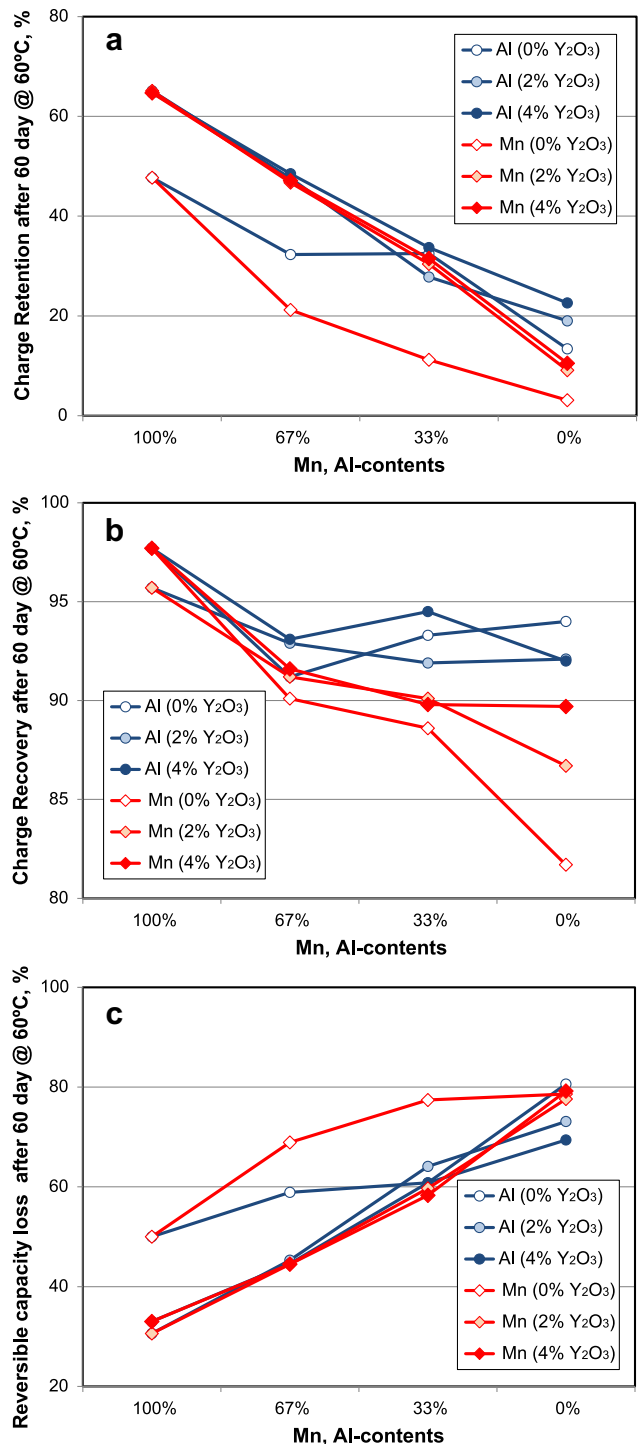 Charge Retention after 60 day @ 60ºC, %
80
60
40
20
0
a
Al (0% Y₂O₃)
Al (2% Y₂O₃)
Al (4% Y₂O₃)
Mn (0% Y₂O₃)
Mn (2% Y₂O₃)
Mn (4% Y₂O₃)
100% 67% 33% 0%
Mn, Al-contents
Charge Recovery after 60 day @ 60ºC, %
100
95
90
85
80
b
Al (0% Y₂O₃)
Al (2% Y₂O₃)
Al (4% Y₂O₃)
Mn (0% Y₂O₃)
Mn (2% Y₂O₃)
Mn (4% Y₂O₃)
100% 67% 33% 0%
Mn, Al-contents
Reversible capacity loss after 60 day @ 60ºC, %
100
80
60
40
20
c
Al (0% Y₂O₃)
Al (2% Y₂O₃)
Al (4% Y₂O₃)
Mn (0% Y₂O₃)
Mn (2% Y₂O₃)
Mn (4% Y₂O₃)
100% 67% 33% 0%
Mn, Al-contents